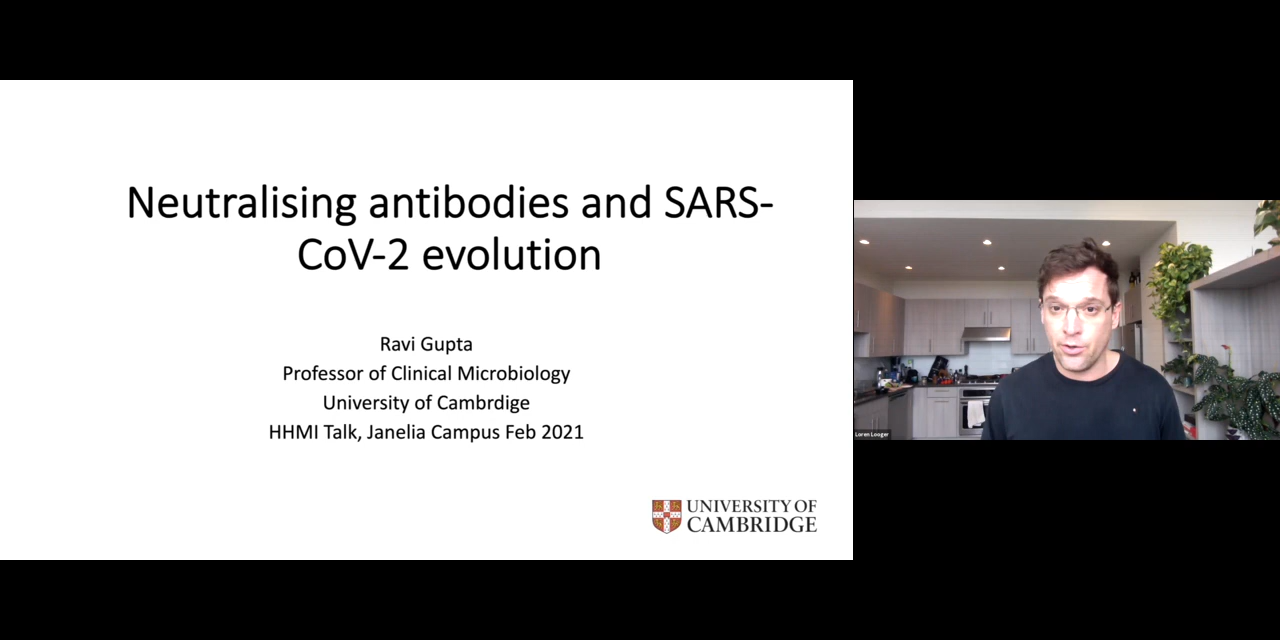 Neutralising antibodies and SARS-
CoV-2 evolution
Ravi Gupta
Professor of Clinical Microbiology
University of Cambrdige
HHMI Talk, Janelia Campus Feb 2021
UNIVERSITY OF
CAMBRIDGE
Loren Looger